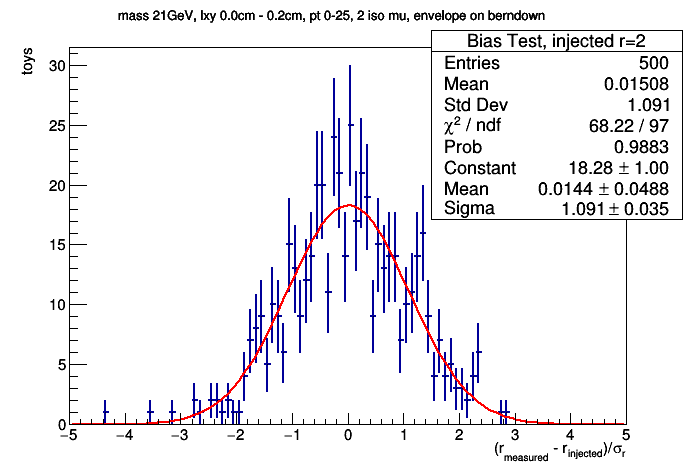 mass 21GeV, lxy 0.0cm - 0.2cm, pt 0-25, 2 iso mu, envelope on berndown
toys
Bias Test, injected r=2
Entries 500
Mean 0.01508
Std Dev 1.091
χ² / ndf 68.22 / 97
Prob 0.9883
Constant 18.28 ± 1.00
Mean 0.0144 ± 0.0488
Sigma 1.091 ± 0.035
30
25
20
15
10
5
0
−5 −4 −3 −2 −1 0 1 2 3 4 5
(r_measured - r_injected)/σ_r